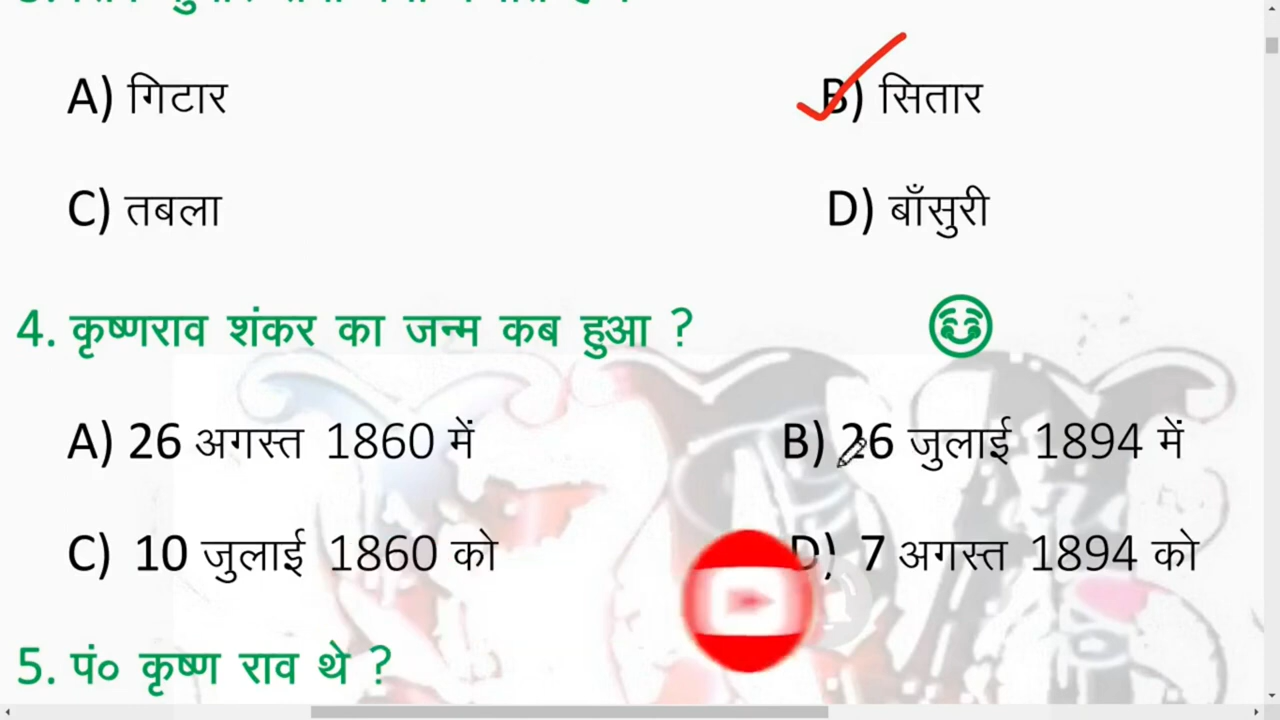 A) गिटार B) सितार
C) तबला D) बाँसुरी
4. कृष्णराव शंकर का जन्म कब हुआ ?
A) 26 अगस्त 1860 में B) 26 जुलाई 1894 में
C) 10 जुलाई 1860 को D) 7 अगस्त 1894 को
5. पं० कृष्ण राव थे ?